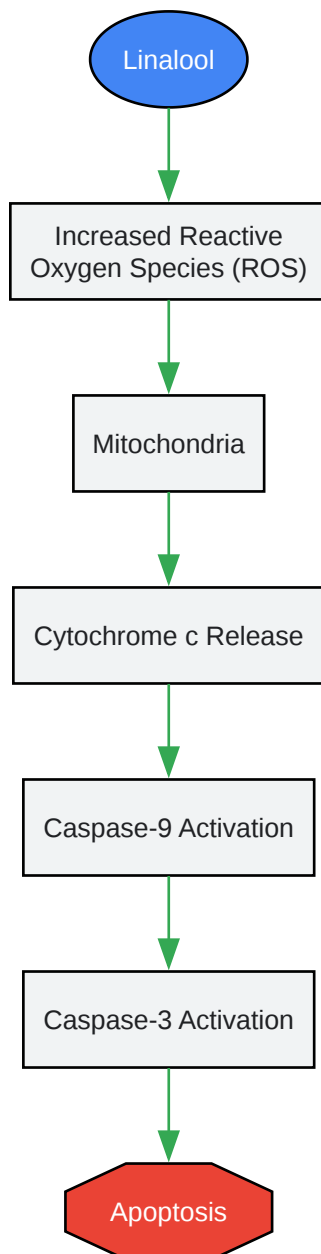 Linalool
Increased Reactive
Oxygen Species (ROS)
Mitochondria
Cytochrome c Release
Caspase-9 Activation
Caspase-3 Activation
Apoptosis